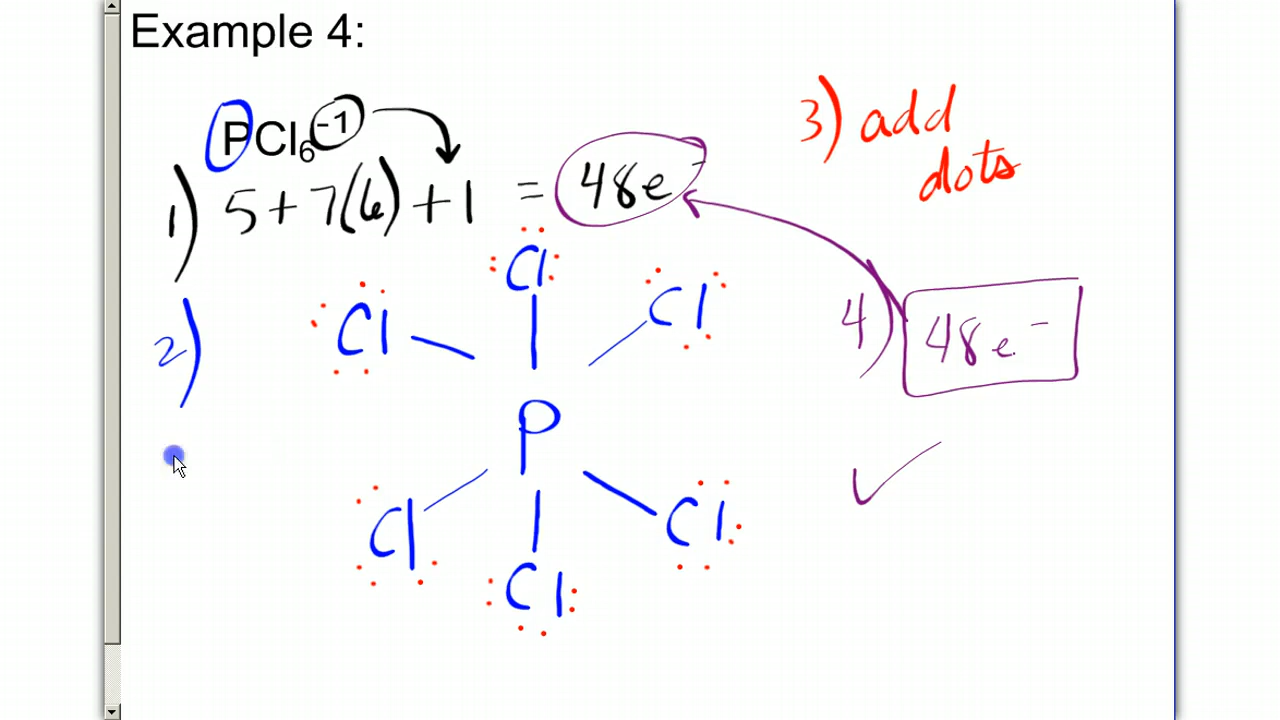 Example 4:
PCl6-1
1) 5+7(6)+1 = 48e-
3) add
dots
2)
Cl
Cl
Cl
4) 48e-
P
Cl
Cl
Cl